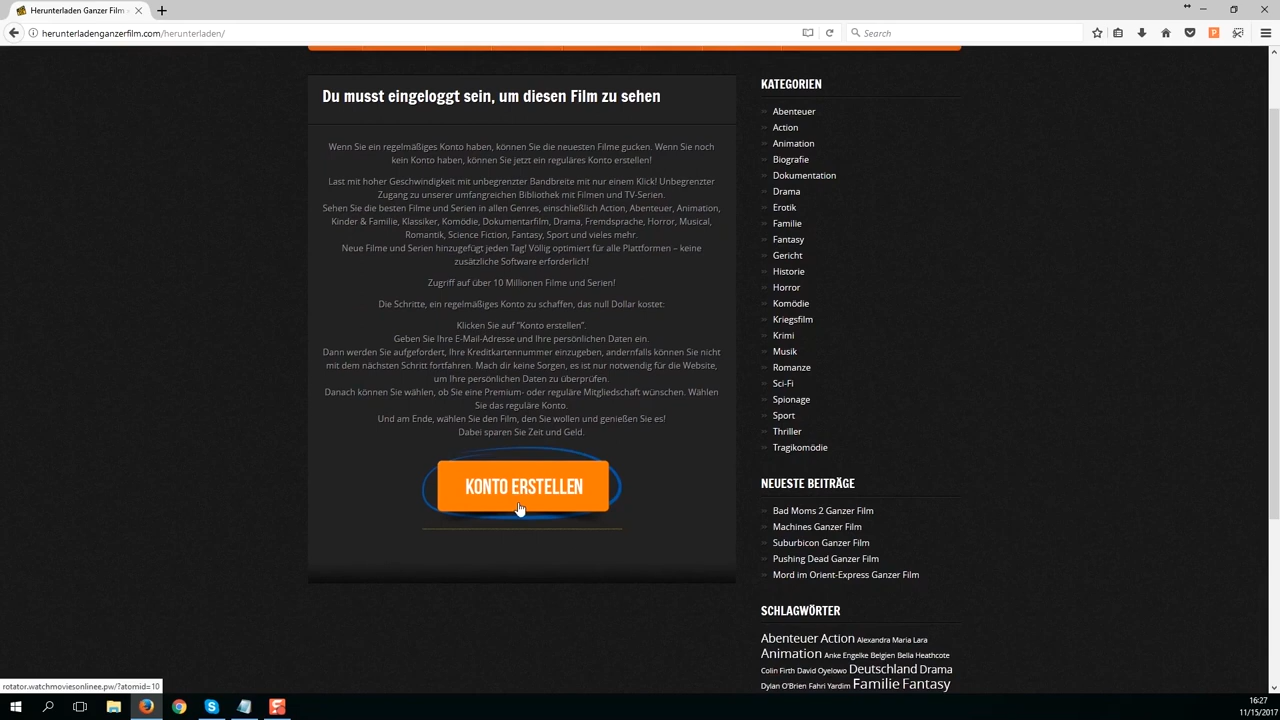 Herunterladen Ganzer Film
herunterladenganzerfilm.com/herunterladen/
Search
Du musst eingeloggt sein, um diesen Film zu sehen
Wenn Sie ein regelmäßiges Konto haben, können Sie die neuesten Filme gucken. Wenn Sie noch
kein Konto haben, können Sie jetzt ein reguläres Konto erstellen!
Last mit hoher Geschwindigkeit mit unbegrenzter Bandbreite mit nur einem Klick! Unbegrenzter
Zugang zu unserer umfangreichen Bibliothek mit Filmen und TV-Serien.
Sehen Sie die besten Filme und Serien in allen Genres, einschließlich Action, Abenteuer, Animation,
Kinder & Familie, Klassiker, Komödie, Dokumentarfilm, Drama, Fremdsprache, Horror, Musical,
Romantik, Science Fiction, Fantasy, Sport und vieles mehr.
Neue Filme und Serien hinzugefügt jeden Tag! Völlig optimiert für alle Plattformen – keine
zusätzliche Software erforderlich!
Zugriff auf über 10 Millionen Filme und Serien!
Die Schritte, ein regelmäßiges Konto zu schaffen, das null Dollar kostet:
Klicken Sie auf "Konto erstellen".
Geben Sie Ihre E-Mail-Adresse und Ihre persönlichen Daten ein.
Dann werden Sie aufgefordert, Ihre Kreditkartennummer einzugeben, andernfalls können Sie nicht
mit dem nächsten Schritt fortfahren. Mach dir keine Sorgen, es ist nur notwendig für die Website,
um Ihre persönlichen Daten zu überprüfen.
Danach können Sie wählen, ob Sie eine Premium- oder reguläre Mitgliedschaft wünschen. Wählen
Sie das reguläre Konto.
Und am Ende, wählen Sie den Film, den Sie wollen und genießen Sie es!
Dabei sparen Sie Zeit und Geld.
KONTO ERSTELLEN
KATEGORIEN
Abenteuer
Action
Animation
Biografie
Dokumentation
Drama
Erotik
Familie
Fantasy
Gericht
Historie
Horror
Komödie
Kriegsfilm
Krimi
Musik
Romanze
Sci-Fi
Spionage
Sport
Thriller
Tragikomödie
NEUESTE BEITRÄGE
Bad Moms 2 Ganzer Film
Machines Ganzer Film
Suburbicon Ganzer Film
Pushing Dead Ganzer Film
Mord im Orient-Express Ganzer Film
SCHLAGWÖRTER
Abenteuer Action Alexandra Maria Lara
Animation Anke Engelke Belgien Bella Heathcote
Colin Firth David Oyelowo Deutschland Drama
Dylan O'Brien Fahri Yardim Familie Fantasy
rotator.watchmoviesonlinee.pw/?atomid=10
16:27
11/15/2017